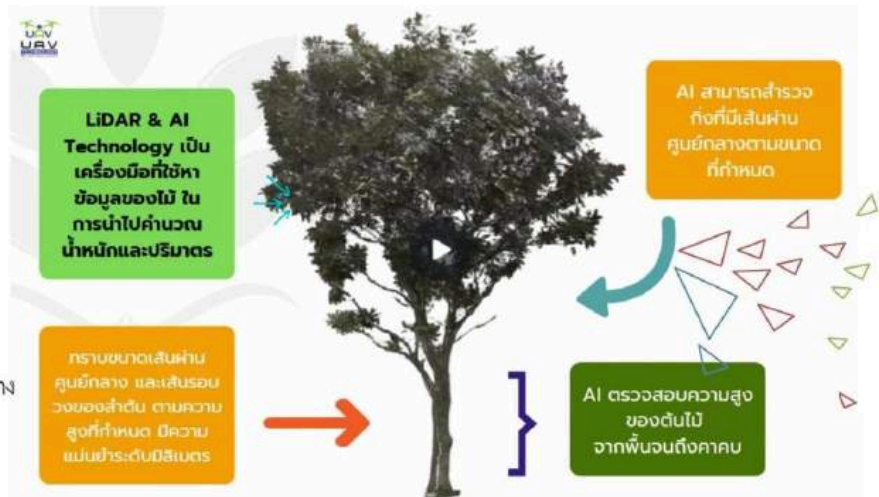 UAV
UAV
LiDAR & AI
Technology เป็น
เครื่องมือที่ใช้หา
ข้อมูลของไม้ ใน
การนำไปคำนวณ
น้ำหนักและปริมาตร
AI สามารถสำรวจ
กิ่งที่มีเส้นผ่าน
ศูนย์กลางตามขนาด
ที่กำหนด
ทราบขนาดเส้นผ่าน
ศูนย์กลาง และเส้นรอบ
วงของลำต้น ตามความ
สูงที่กำหนด มีความ
แม่นยำระดับมิลิเมตร
AI ตรวจสอบความสูง
ของต้นไม้
จากพื้นจนถึงคาคบ